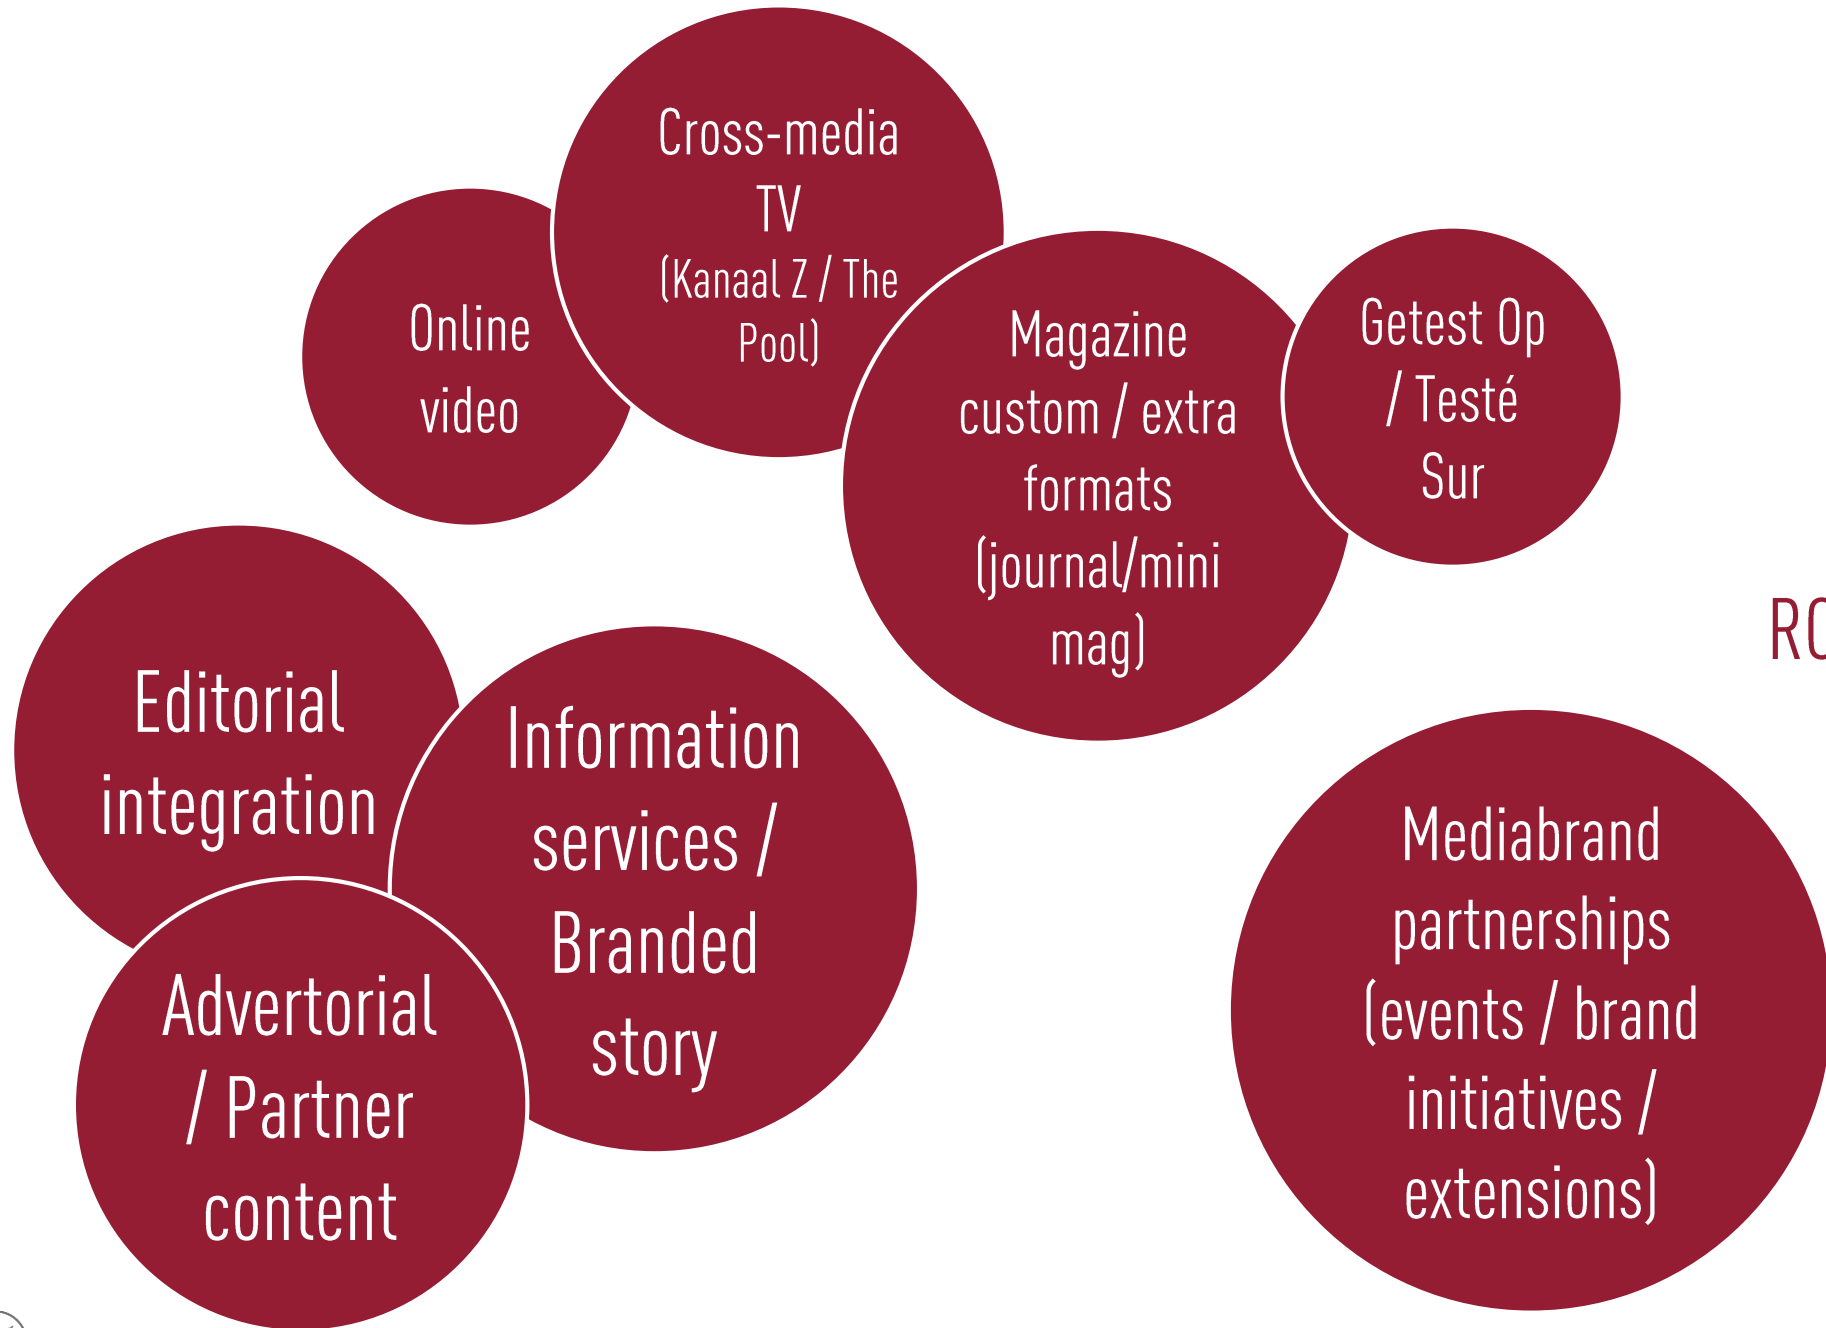 Cross-media
TV
(Kanaal Z / The
Pool)
Online
video
Magazine
custom / extra
formats
(journal/mini
mag)
Getest Op
/ Testé
Sur
Editorial
integration
Information
services /
Branded
story
Advertorial
/ Partner
content
Mediabrand
partnerships
(events / brand
initiatives /
extensions)